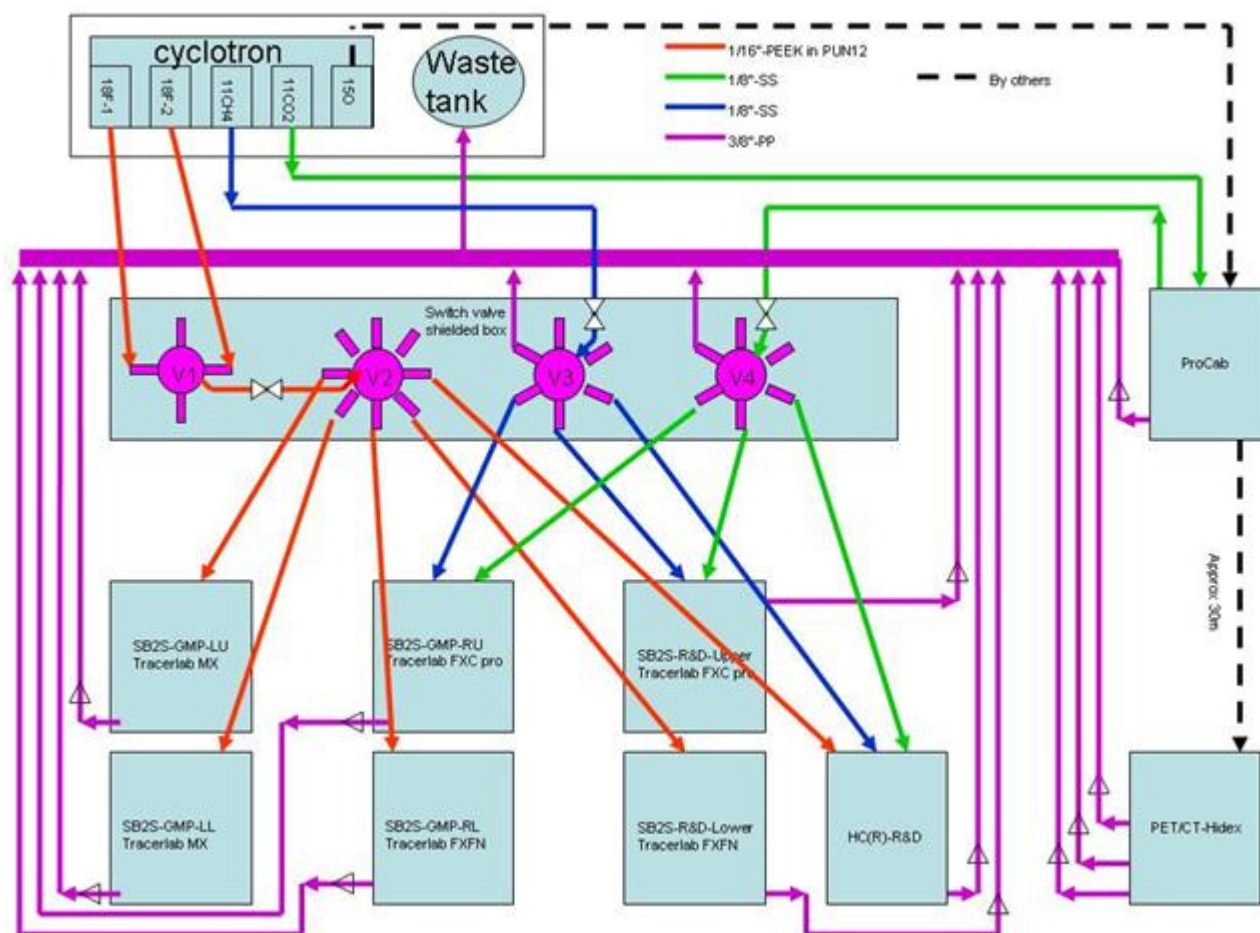 cyclotron
18F-1
18F-2
11CH4
11CO2
15O
Waste
tank
1/16"-PEEK in PUN12
1/8"-SS
1/8"-SS
3/8"-PP
By others
Switch valve
shielded box
V1
V2
V3
V4
ProCab
Approx 30m
SB2S-GMP-LU
Tracerlab MX
SB2S-GMP-RU
Tracerlab FXC pro
SB2S-R&D-Upper
Tracerlab FXC pro
SB2S-GMP-LL
Tracerlab MX
SB2S-GMP-RL
Tracerlab FXFN
SB2S-R&D-Lower
Tracerlab FXFN
HC(R)-R&D
PET/CT-Hidex